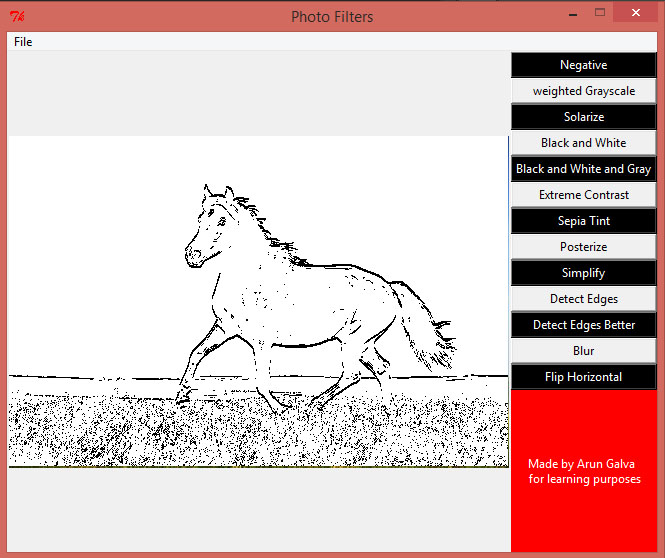 Photo Filters
File
Negative
weighted Grayscale
Solarize
Black and White
Black and White and Gray
Extreme Contrast
Sepia Tint
Posterize
Simplify
Detect Edges
Detect Edges Better
Blur
Flip Horizontal
Made by Arun Galva
for learning purposes